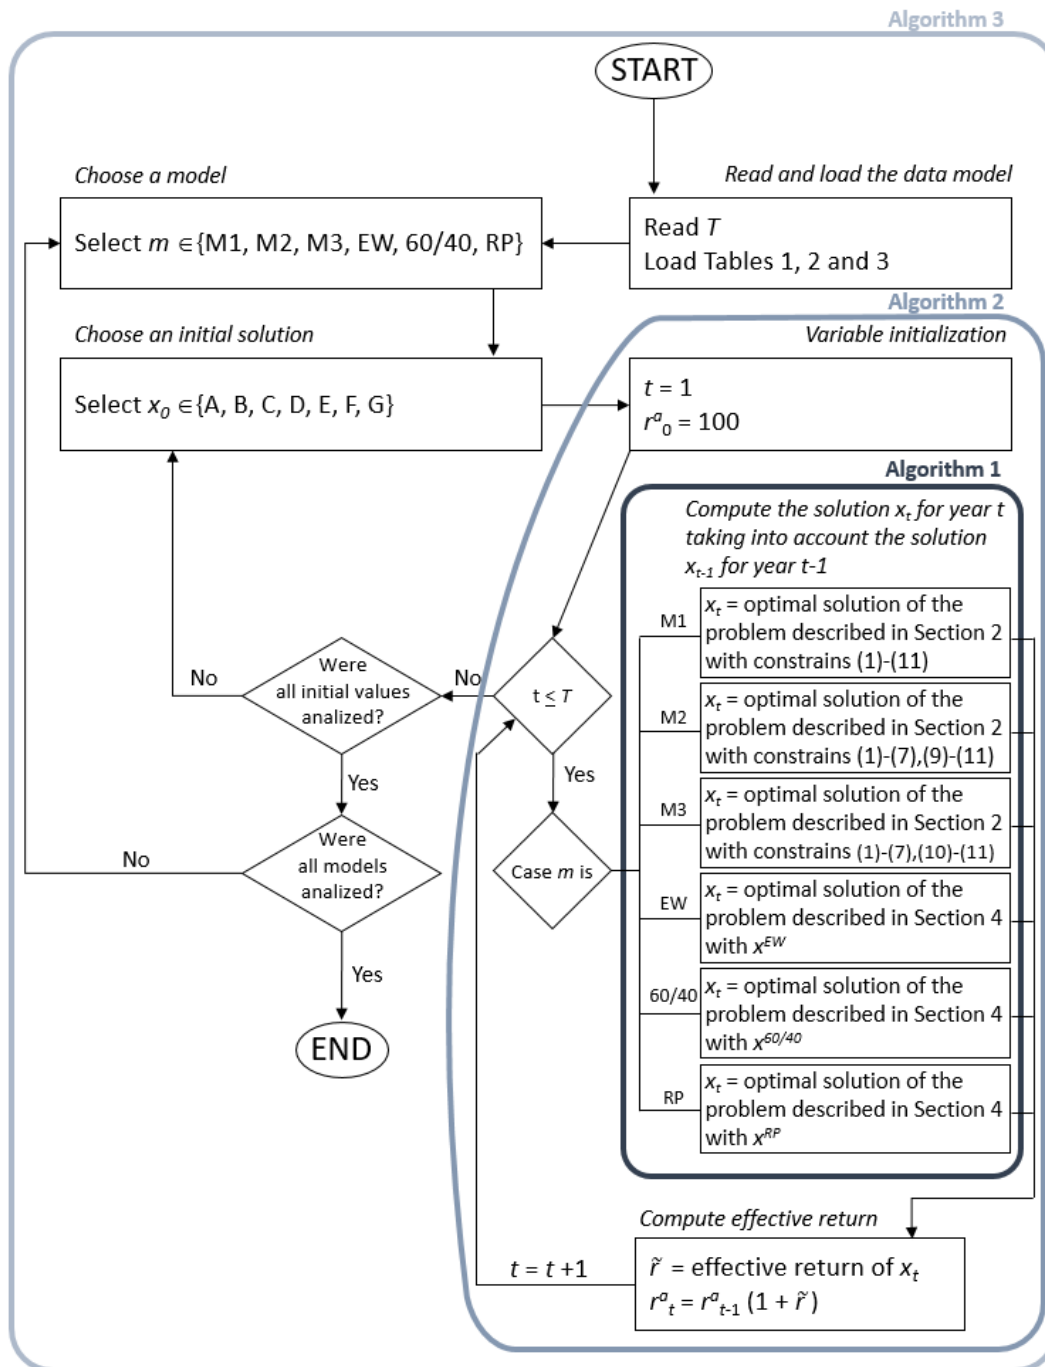 Algorithm 3
START
Choose a model
Read and load the data model
Select m ∈{M1, M2, M3, EW, 60/40, RP}
Read T
Load Tables 1, 2 and 3
Algorithm 2
Choose an initial solution
Variable initialization
Select x₀ ∈{A, B, C, D, E, F, G}
t = 1
rᵃ₀ = 100
Algorithm 1
Compute the solution xₜ for year t
taking into account the solution
xₜ₋₁ for year t-1
M1
xₜ = optimal solution of the
problem described in Section 2
with constrains (1)-(11)
No
Were
all initial values
analized?
No
t ≤ T
M2
xₜ = optimal solution of the
problem described in Section 2
with constrains (1)-(7),(9)-(11)
Yes
Yes
M3
xₜ = optimal solution of the
problem described in Section 2
with constrains (1)-(7),(10)-(11)
No
Were
all models
analized?
Case m is
EW
xₜ = optimal solution of the
problem described in Section 4
with x^EW
Yes
60/40
xₜ = optimal solution of the
problem described in Section 4
with x^60/40
END
RP
xₜ = optimal solution of the
problem described in Section 4
with x^RP
Compute effective return
t = t +1
r̃ = effective return of xₜ
rᵃₜ = rᵃₜ₋₁ (1 + r̃ )